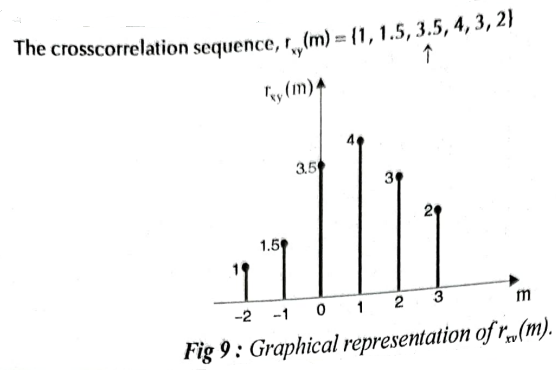 The crosscorrelation sequence, r_xy(m) = {1, 1.5, 3.5, 4, 3, 2}
↑
r_xy(m)
4
3.5
3
2
1.5
1
-2 -1 0 1 2 3 m
Fig 9 : Graphical representation of r_xy(m).